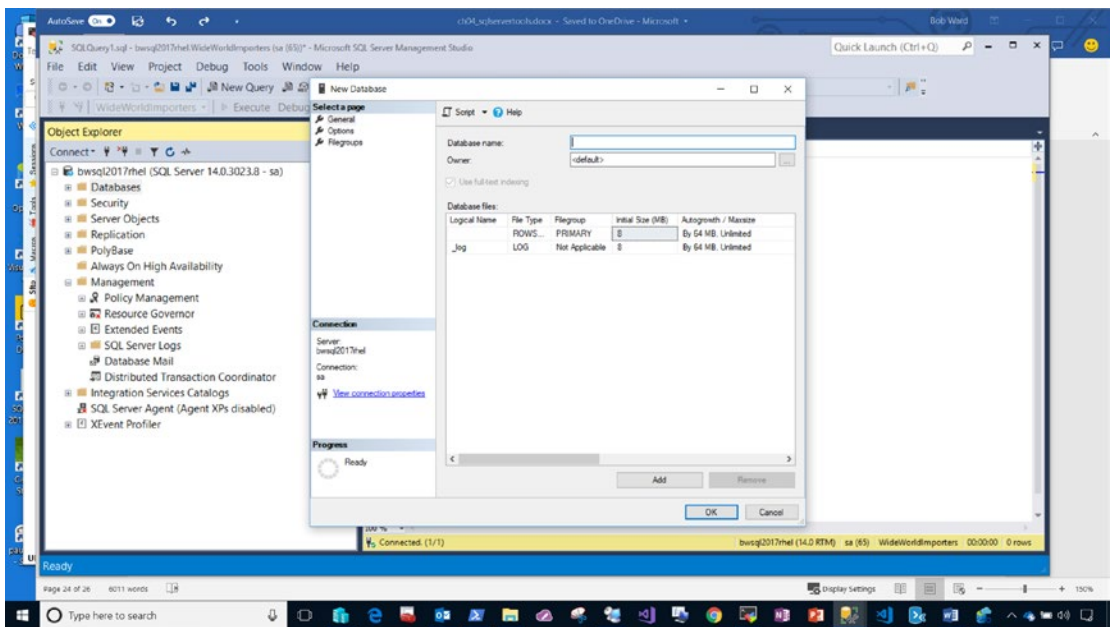 AutoSave On
ch04_sqlservertools.docx - Saved to OneDrive - Microsoft
Bob Ward
SQLQuery1.sql - bwsql2017rhel.WideWorldImporters (sa (65))* - Microsoft SQL Server Management Studio
Quick Launch (Ctrl+Q)
File Edit View Project Debug Tools Window Help
New Query
WideWorldImporters
Execute Debug
Object Explorer
Connect
bwsql2017rhel (SQL Server 14.0.3023.8 - sa)
Databases
Security
Server Objects
Replication
PolyBase
Always On High Availability
Management
Policy Management
Resource Governor
Extended Events
SQL Server Logs
Database Mail
Distributed Transaction Coordinator
Integration Services Catalogs
SQL Server Agent (Agent XPs disabled)
XEvent Profiler
New Database
Select a page
General
Options
Filegroups
Script Help
Database name:
Owner: <default> ...
Use full-text indexing
Database files:
Logical Name File Type Filegroup Initial Size (MB) Autogrowth / Maxsize
ROWS... PRIMARY 8 By 64 MB, Unlimited
_log LOG Not Applicable 8 By 64 MB, Unlimited
Connection
Server:
bwsql2017rhel
Connection:
sa
View connection properties
Progress
Ready
Add Remove
OK Cancel
100 %
Connected. (1/1)
bwsql2017rhel (14.0 RTM) sa (65) WideWorldImporters 00:00:00 0 rows
Ready
Page 24 of 26 6011 words
Display Settings
150%
Type here to search